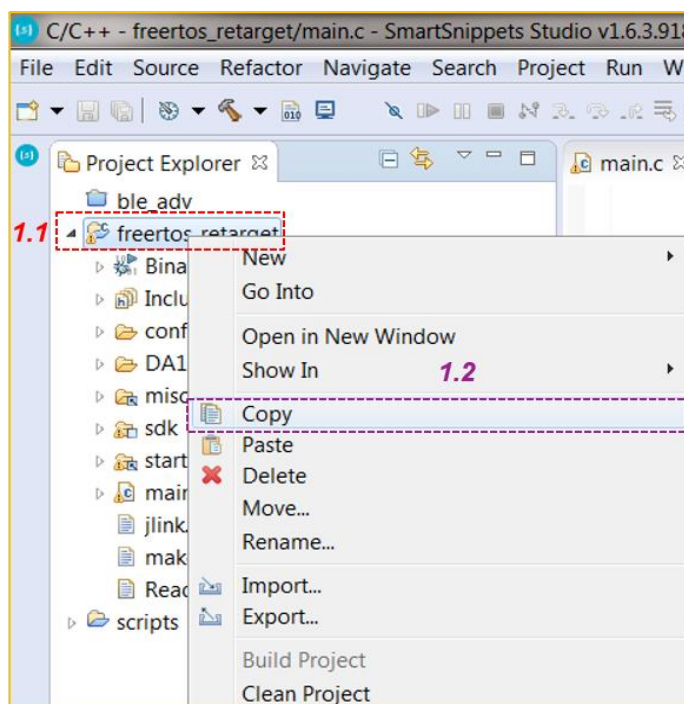 C/C++ - freertos_retarget/main.c - SmartSnippets Studio v1.6.3.918
File Edit Source Refactor Navigate Search Project Run W
010
Project Explorer
main.c
ble_adv
1.1 freertos_retarget
Bina
Inclu
conf
DA1
misc
sdk
start
main
jlink.
mak
Read
scripts
New
Go Into
Open in New Window
Show In
1.2
Copy
Paste
Delete
Move...
Rename...
Import...
Export...
Build Project
Clean Project